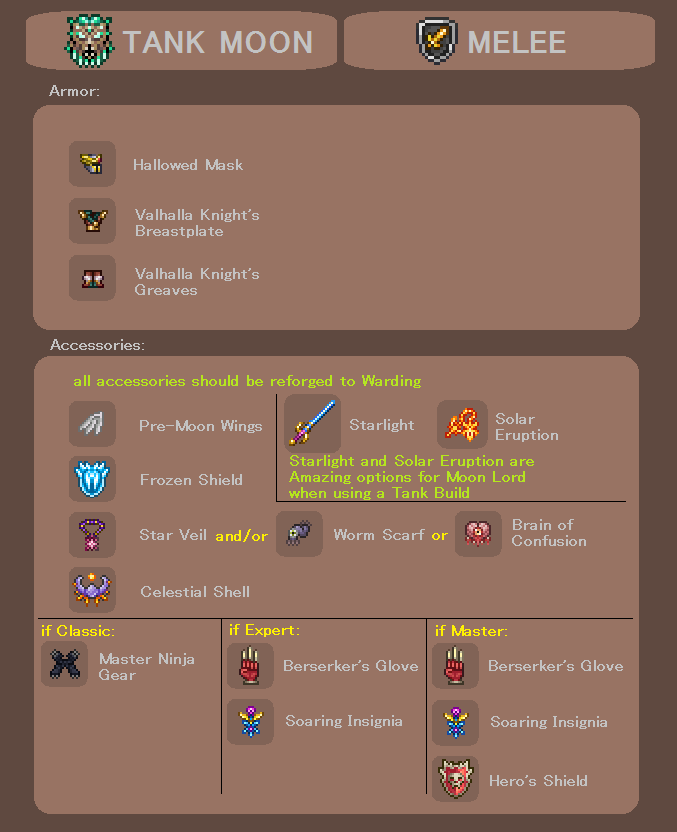 TANK MOON
MELEE
Armor:
Hallowed Mask
Valhalla Knight's
Breastplate
Valhalla Knight's
Greaves
Accessories:
all accessories should be reforged to Warding
Pre-Moon Wings
Starlight
Solar
Eruption
Starlight and Solar Eruption are
Amazing options for Moon Lord
when using a Tank Build
Frozen Shield
Star Veil and/or
Worm Scarf or
Brain of
Confusion
Celestial Shell
if Classic:
Master Ninja
Gear
if Expert:
Berserker's Glove
Soaring Insignia
if Master:
Berserker's Glove
Soaring Insignia
Hero's Shield